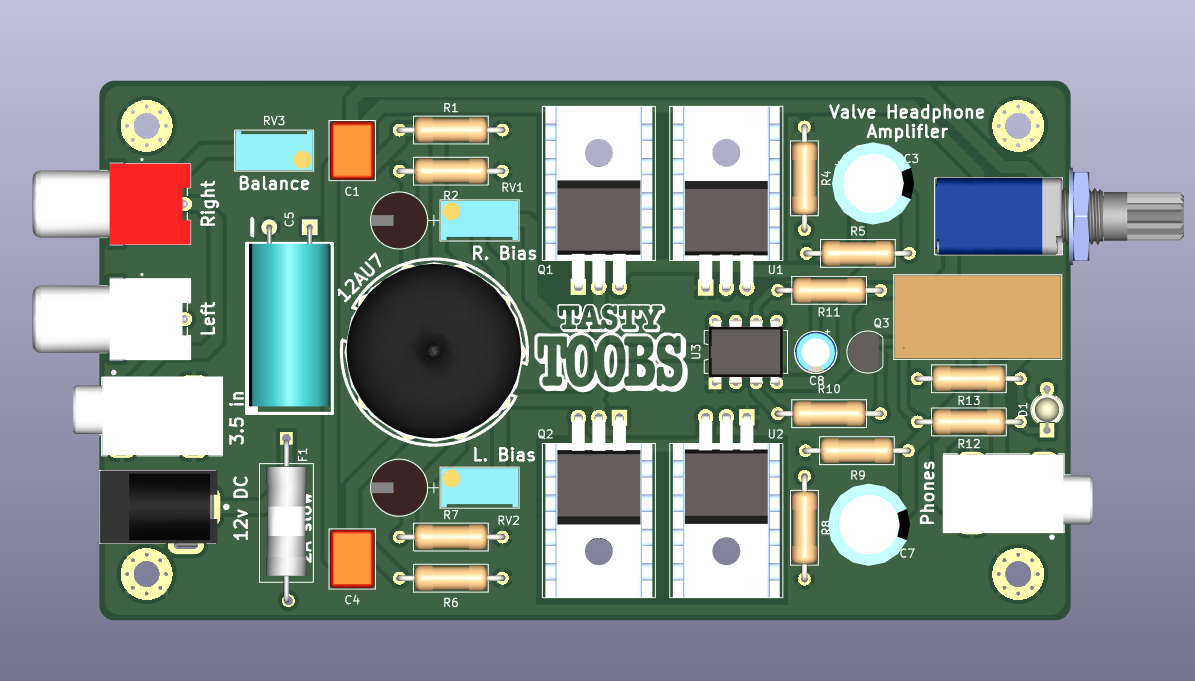 Valve Headphone
Amplifier
R1
RV3
C1
Balance
R2
RV1
R. Bias
C5
Right
Left
3.5 in
12v DC
12AU7
Q1
U1
R4
C3
R5
R11
TASTY
TOOBS
U3
Q3
C8
R10
R13
D1
R12
Q2
U2
L. Bias
F1
2A slow
R7
RV2
R6
C4
R9
R8
C7
Phones